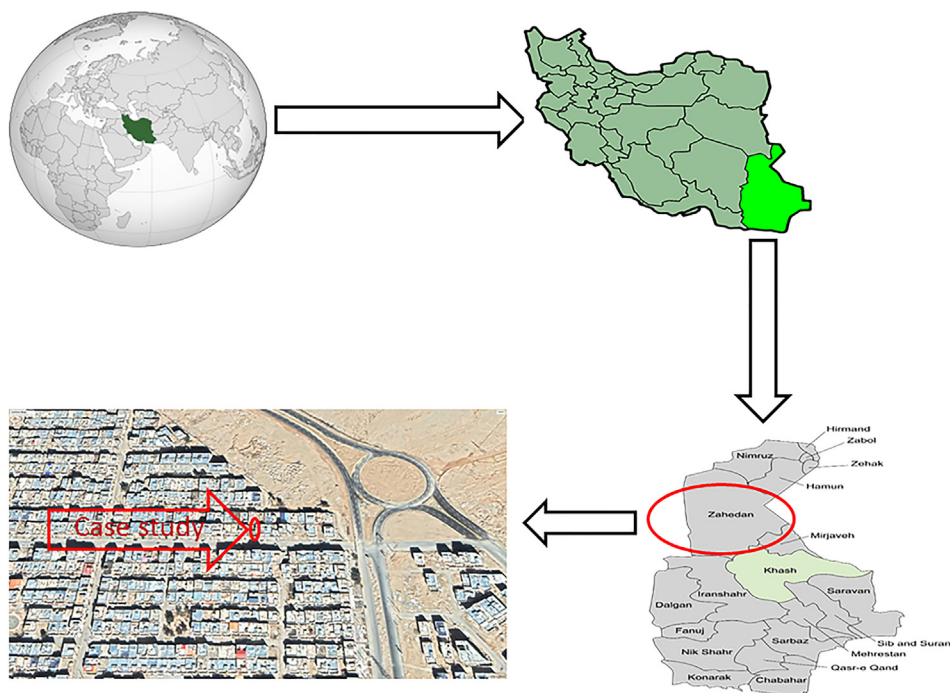 Hirmand
Zabol
Nimruz
Zehak
Hamun
Zahedan
Mirjaveh
Khash
Iranshahr
Saravan
Dalgan
Fanuj
Sarbaz
Sib and Suran
Nik Shahr
Mehrestan
Qasr-e Qand
Konarak
Chabahar
Case study